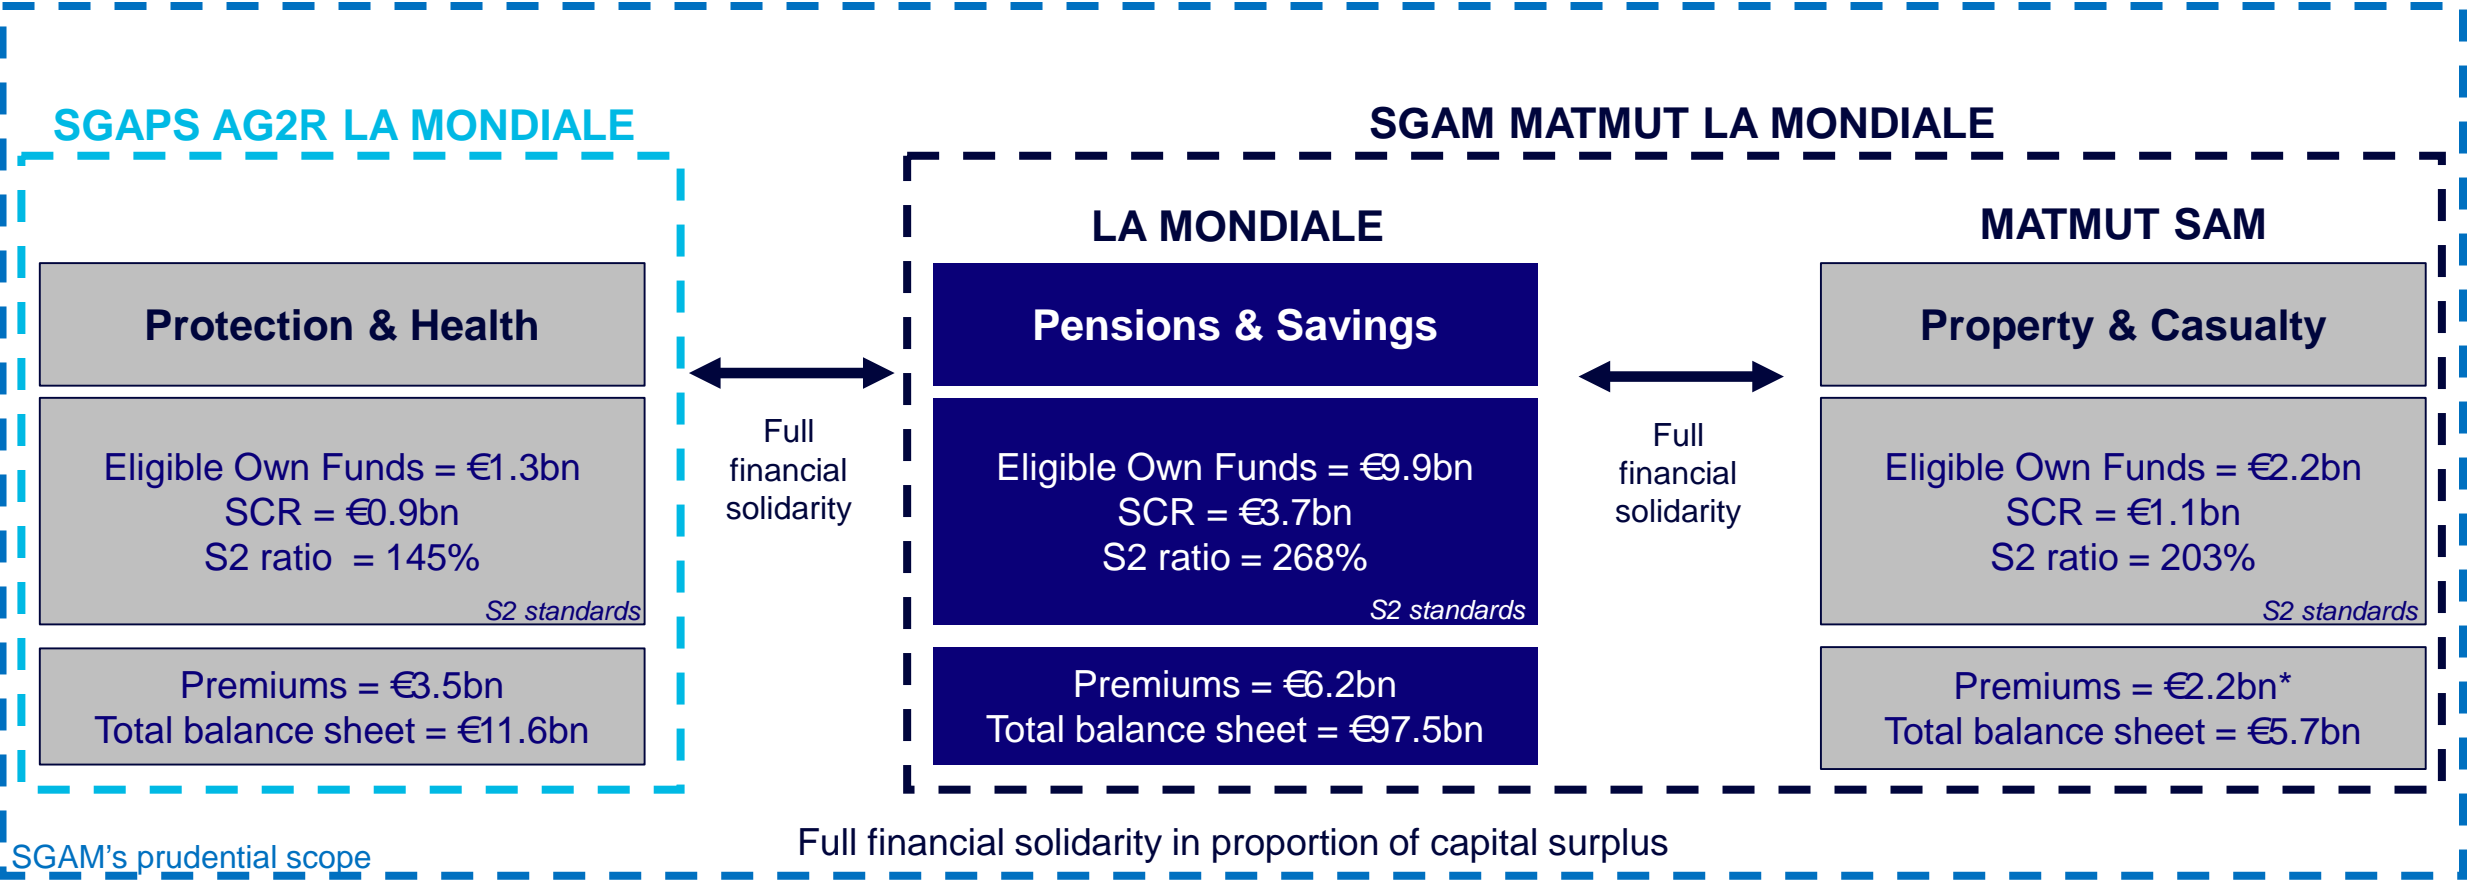 SGAPS AG2R LA MONDIALE
Protection & Health
Eligible Own Funds = €1.3bn
SCR = €0.9bn
S2 ratio = 145%
S2 standards
Premiums = €3.5bn
Total balance sheet = €11.6bn
Full
financial
solidarity
SGAM MATMUT LA MONDIALE
LA MONDIALE
Pensions & Savings
Eligible Own Funds = €9.9bn
SCR = €3.7bn
S2 ratio = 268%
S2 standards
Premiums = €6.2bn
Total balance sheet = €97.5bn
Full
financial
solidarity
MATMUT SAM
Property & Casualty
Eligible Own Funds = €2.2bn
SCR = €1.1bn
S2 ratio = 203%
S2 standards
Premiums = €2.2bn*
Total balance sheet = €5.7bn
Full financial solidarity in proportion of capital surplus
SGAM’s prudential scope